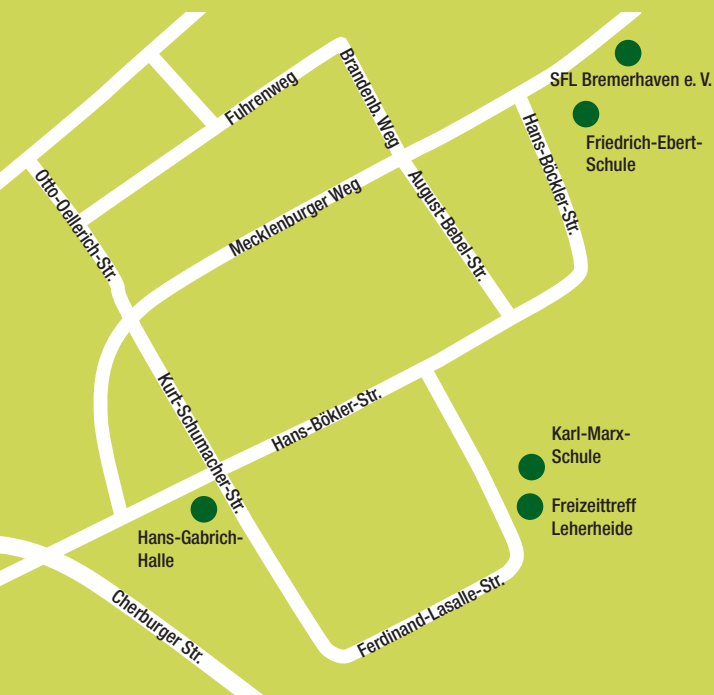 SFL Bremerhaven e. V.
Brandenb. Weg
Fuhrenweg
Friedrich-Ebert-
Schule
Hans-Böckler-Str.
Otto-Oellerich-Str.
Mecklenburger Weg
August-Bebel-Str.
Kurt-Schumacher-Str.
Hans-Bökler-Str.
Karl-Marx-
Schule
Freizeittreff
Leherheide
Hans-Gabrich-
Halle
Cherburger Str.
Ferdinand-Lasalle-Str.